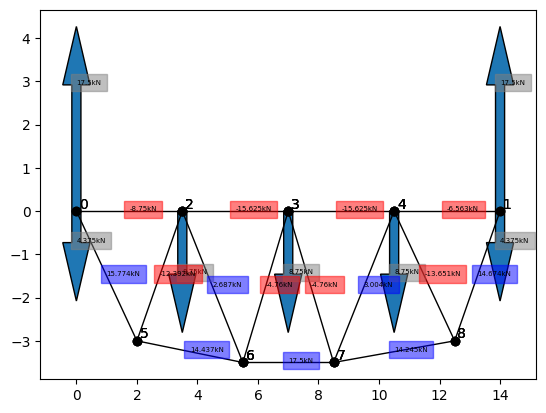 17.5kN
17.5kN
0
-8.75kN
2
-15.625kN
3
-15.625kN
4
-6.563kN
1
4.375kN
4.375kN
15.774kN
-12.392kN
8.75kN
2.687kN
-4.76kN
8.75kN
-4.76kN
3.004kN
8.75kN
-13.651kN
14.674kN
5
14.437kN
6
17.5kN
7
14.245kN
8
4
3
2
1
0
−1
−2
−3
0 2 4 6 8 10 12 14